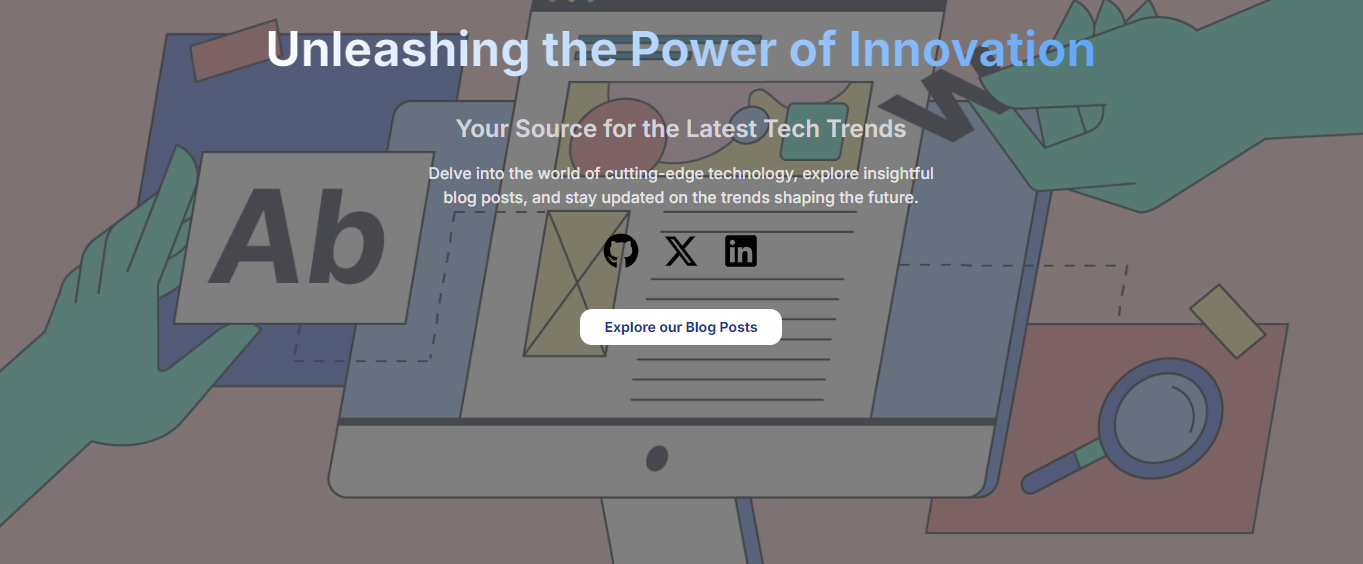 Unleashing the Power of Innovation
Your Source for the Latest Tech Trends
Delve into the world of cutting-edge technology, explore insightful
blog posts, and stay updated on the trends shaping the future.
W
Ab
in
Explore our Blog Posts